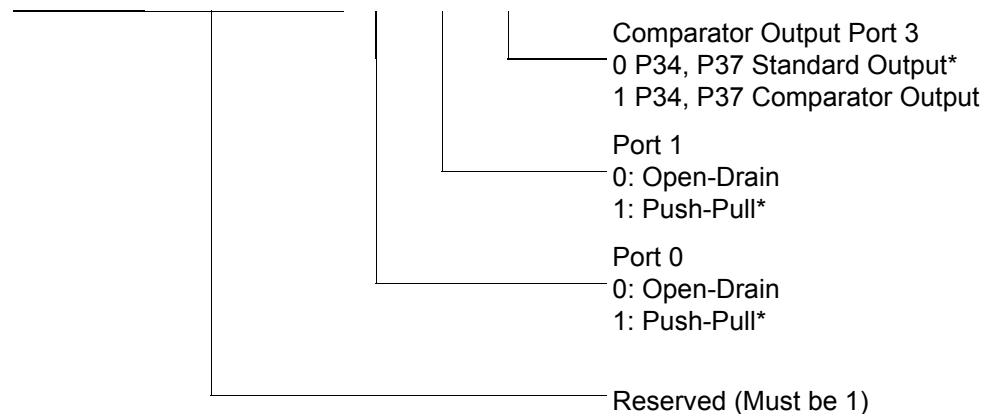 Comparator Output Port 3
0 P34, P37 Standard Output*
1 P34, P37 Comparator Output
Port 1
0: Open-Drain
1: Push-Pull*
Port 0
0: Open-Drain
1: Push-Pull*
Reserved (Must be 1)